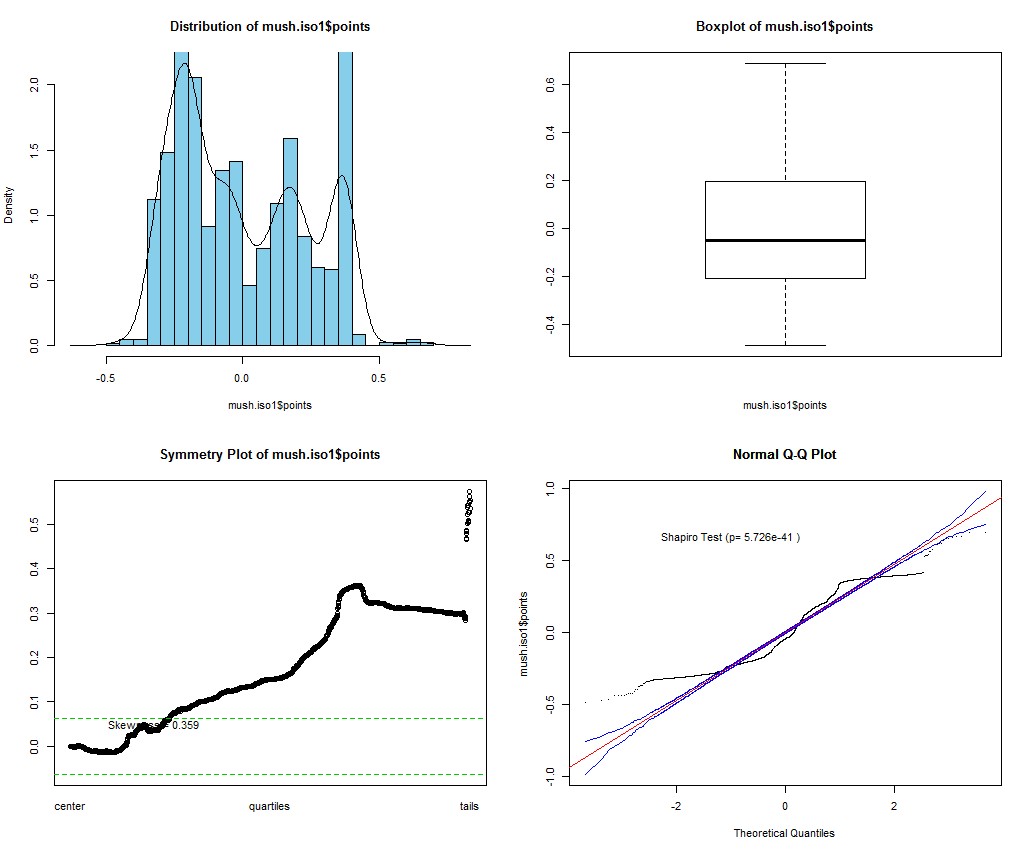 Distribution of mush.iso1$points
Density
2.0
1.5
1.0
0.5
0.0
-0.5 0.0 0.5
mush.iso1$points
Boxplot of mush.iso1$points
0.6
0.4
0.2
0.0
-0.2
-0.4
mush.iso1$points
Symmetry Plot of mush.iso1$points
0.5
0.4
0.3
0.2
0.1
0.0
= 0.359
center quartiles tails
Normal Q-Q Plot
mush.iso1$points
1.0
0.5
0.0
-0.5
-1.0
Shapiro Test (p= 5.726e-41 )
-2 0 2
Theoretical Quantiles